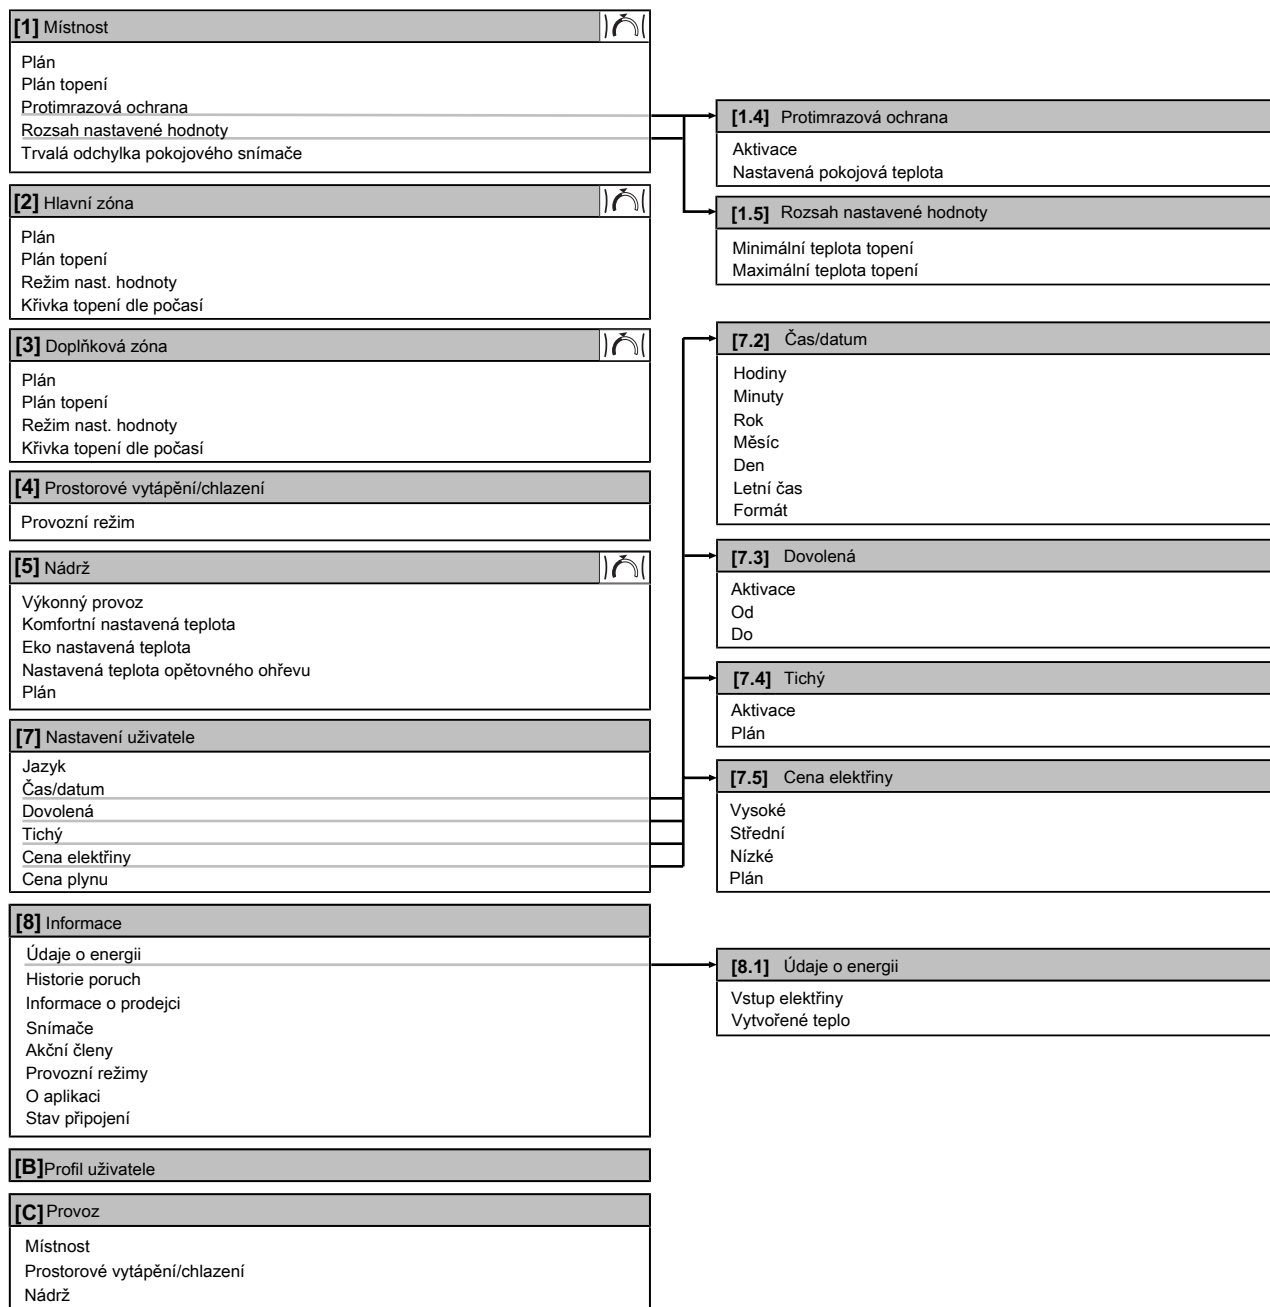 [1] Místnost
Plán
Plán topení
Protimrazová ochrana
Rozsah nastavené hodnoty
Trvalá odchylka pokojového snímače
[2] Hlavní zóna
Plán
Plán topení
Režim nast. hodnoty
Křivka topení dle počasí
[3] Doplňková zóna
Plán
Plán topení
Režim nast. hodnoty
Křivka topení dle počasí
[4] Prostorové vytápění/chlazení
Provozní režim
[5] Nádrž
Výkonný provoz
Komfortní nastavená teplota
Eko nastavená teplota
Nastavená teplota opětovného ohřevu
Plán
[7] Nastavení uživatele
Jazyk
Čas/datum
Dovolená
Tichý
Cena elektřiny
Cena plynu
[8] Informace
Údaje o energii
Historie poruch
Informace o prodejci
Snímače
Akční členy
Provozní režimy
O aplikaci
Stav připojení
[B]Profil uživatele
[C] Provoz
Místnost
Prostorové vytápění/chlazení
Nádrž
[1.4] Protimrazová ochrana
Aktivace
Nastavená pokojová teplota
[1.5] Rozsah nastavené hodnoty
Minimální teplota topení
Maximální teplota topení
[7.2] Čas/datum
Hodiny
Minuty
Rok
Měsíc
Den
Letní čas
Formát
[7.3] Dovolená
Aktivace
Od
Do
[7.4] Tichý
Aktivace
Plán
[7.5] Cena elektřiny
Vysoké
Střední
Nízké
Plán
[8.1] Údaje o energii
Vstup elektřiny
Vytvořené teplo